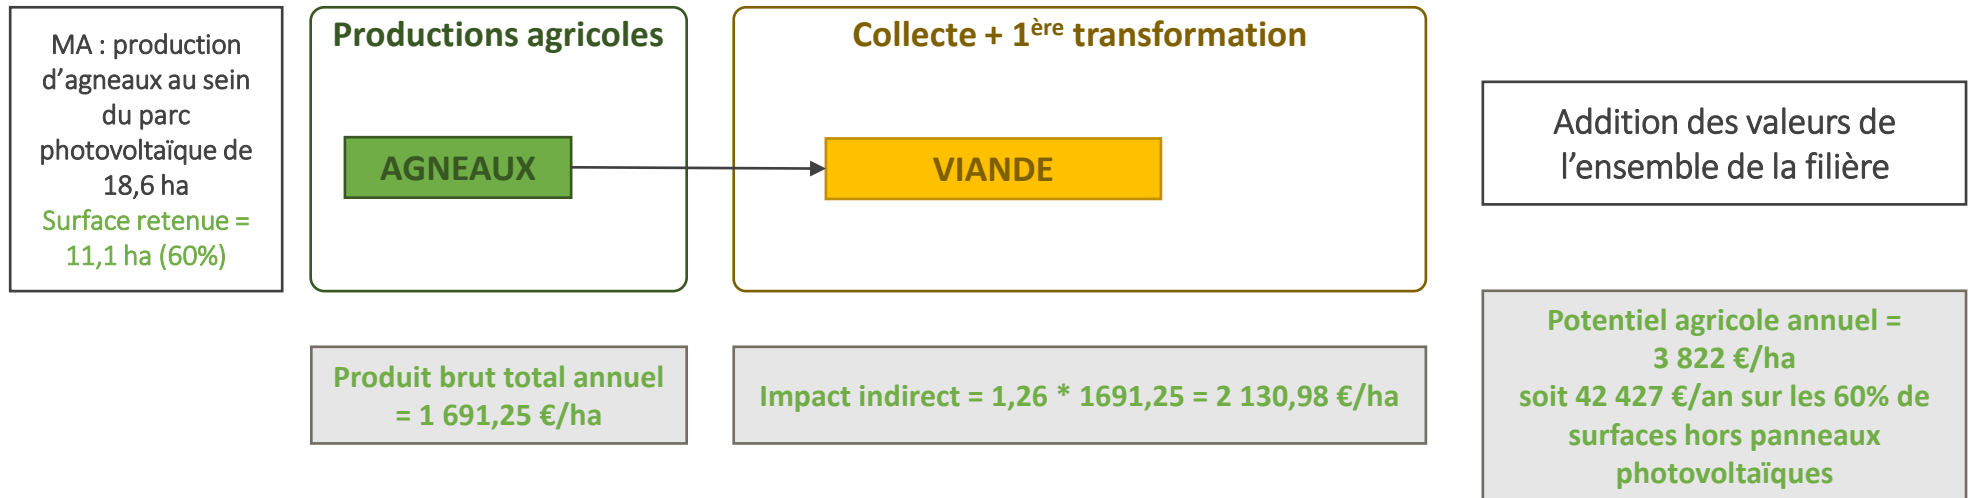 MA : production
d’agneaux au sein
du parc
photovoltaïque de
18,6 ha
Surface retenue =
11,1 ha (60%)
Productions agricoles
AGNEAUX
Produit brut total annuel
= 1 691,25 €/ha
Collecte + 1ère transformation
VIANDE
Impact indirect = 1,26 * 1691,25 = 2 130,98 €/ha
Addition des valeurs de
l’ensemble de la filière
Potentiel agricole annuel =
3 822 €/ha
soit 42 427 €/an sur les 60% de
surfaces hors panneaux
photovoltaïques